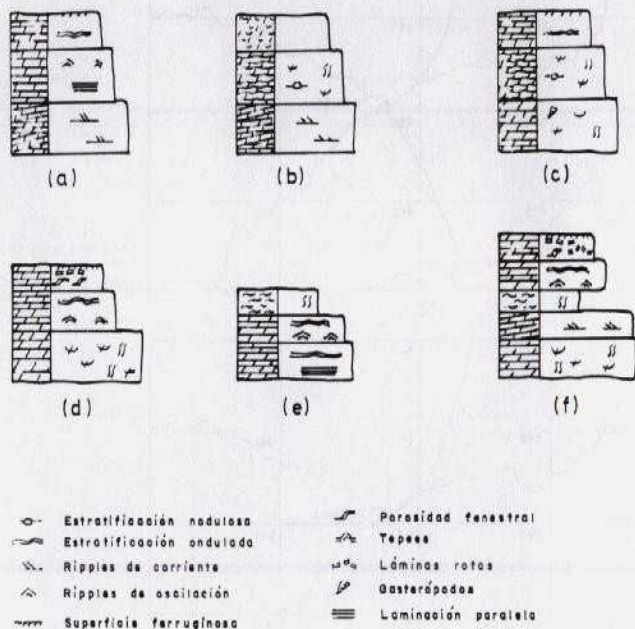 (a)
(b)
(c)
(d)
(e)
(f)
Estratificación nodulosa
Estratificación ondulada
Ripples de corriente
Ripples de oscilación
Superficie ferruginosa
Porosidad fenestral
Tepees
Láminas rotas
Gasterópodos
Laminación paralela